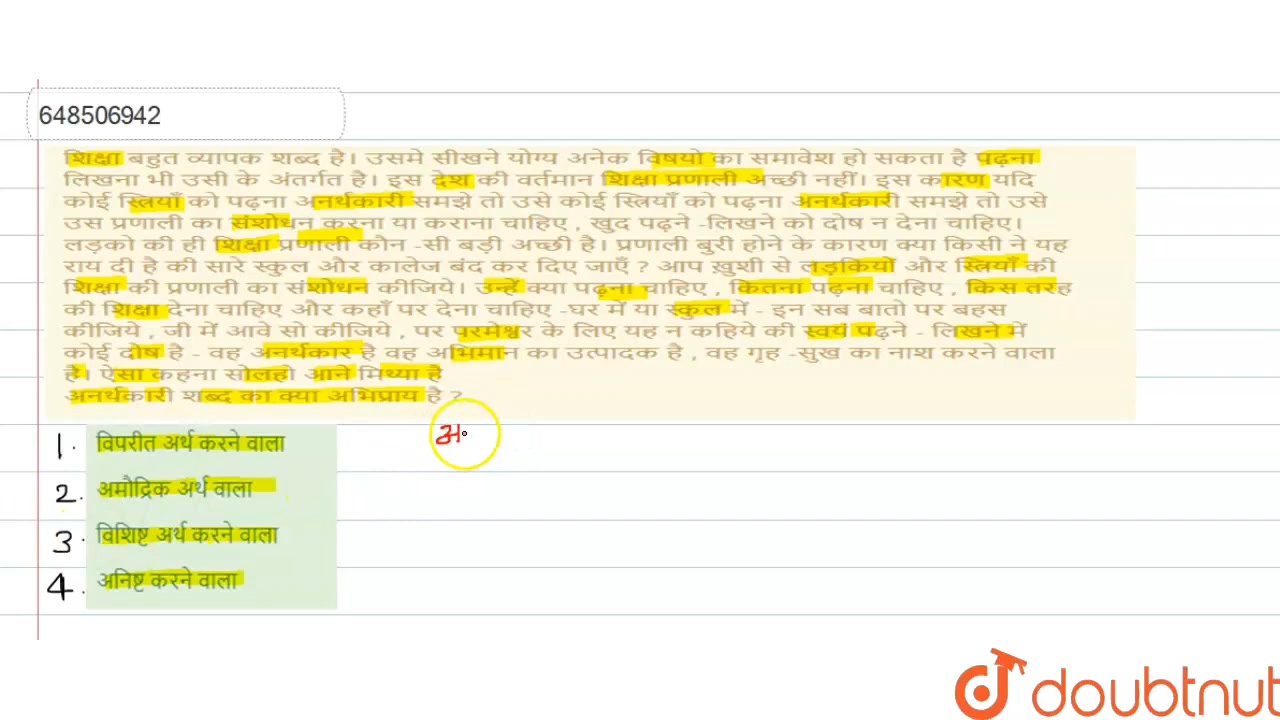 648506942
शिक्षा बहुत व्यापक शब्द है। उसमे सीखने योग्य अनेक विषयो का समावेश हो सकता है पढ़ना
लिखना भी उसी के अंतर्गत है। इस देश की वर्तमान शिक्षा प्रणाली अच्छी नहीं। इस कारण यदि
कोई स्त्रियाँ को पढ़ना अनर्थकारी समझे तो उसे कोई स्त्रियाँ को पढ़ना अनर्थकारी समझे तो उसे
उस प्रणाली का संशोधन करना या कराना चाहिए , खुद पढ़ने -लिखने को दोष न देना चाहिए।
लड़को की ही शिक्षा प्रणाली कौन -सी बड़ी अच्छी है। प्रणाली बुरी होने के कारण क्या किसी ने यह
राय दी है की सारे स्कुल और कालेज बंद कर दिए जाएँ ? आप ख़ुशी से लड़कियो और स्त्रियाँ की
शिक्षा की प्रणाली का संशोधन कीजिये। उन्हें क्या पढ़ना चाहिए , कितना पढ़ना चाहिए , किस तरह
की शिक्षा देना चाहिए और कहाँ पर देना चाहिए -घर में या स्कुल में - इन सब बातो पर बहस
कीजिये , जी में आवे सो कीजिये , पर परमेश्वर के लिए यह न कहिये की स्वयं पढ़ने - लिखने में
कोई दोष है - वह अनर्थकार है वह अभिमान का उत्पादक है , वह गृह -सुख का नाश करने वाला
है। ऐसा कहना सोलहो आने मिथ्या है
अनर्थकारी शब्द का क्या अभिप्राय है ?
अ
1. विपरीत अर्थ करने वाला
2. अमौद्रिक अर्थ वाला
3. विशिष्ट अर्थ करने वाला
4. अनिष्ट करने वाला
doubtnut